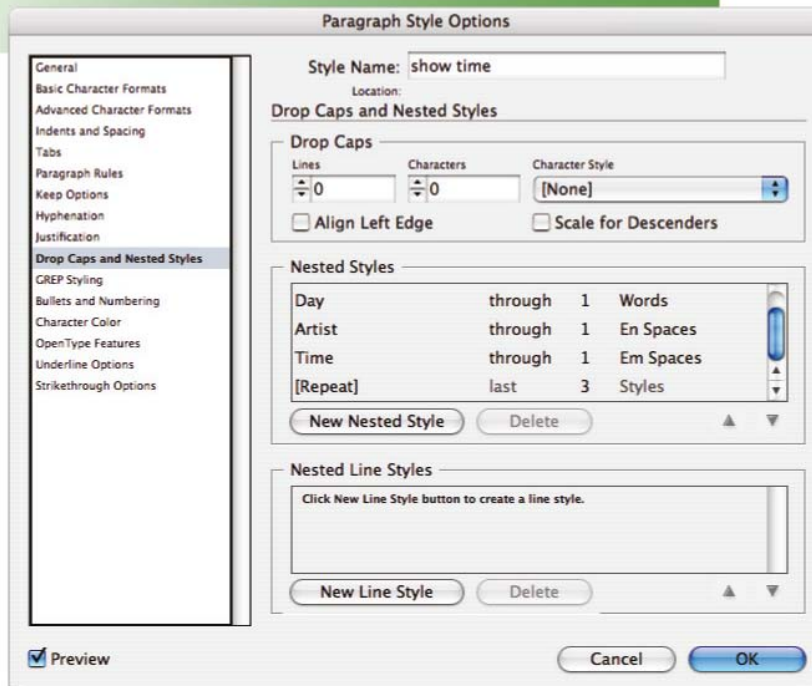 Paragraph Style Options
General
Basic Character Formats
Advanced Character Formats
Indents and Spacing
Tabs
Paragraph Rules
Keep Options
Hyphenation
Justification
Drop Caps and Nested Styles
GREP Styling
Bullets and Numbering
Character Color
OpenType Features
Underline Options
Strikethrough Options
Style Name: show time
Location:
Drop Caps and Nested Styles
Drop Caps
Lines Characters Character Style
0 0 [None]
Align Left Edge Scale for Descenders
Nested Styles
Day through 1 Words
Artist through 1 En Spaces
Time through 1 Em Spaces
[Repeat] last 3 Styles
New Nested Style Delete
Nested Line Styles
Click New Line Style button to create a line style.
New Line Style Delete
Preview Cancel OK